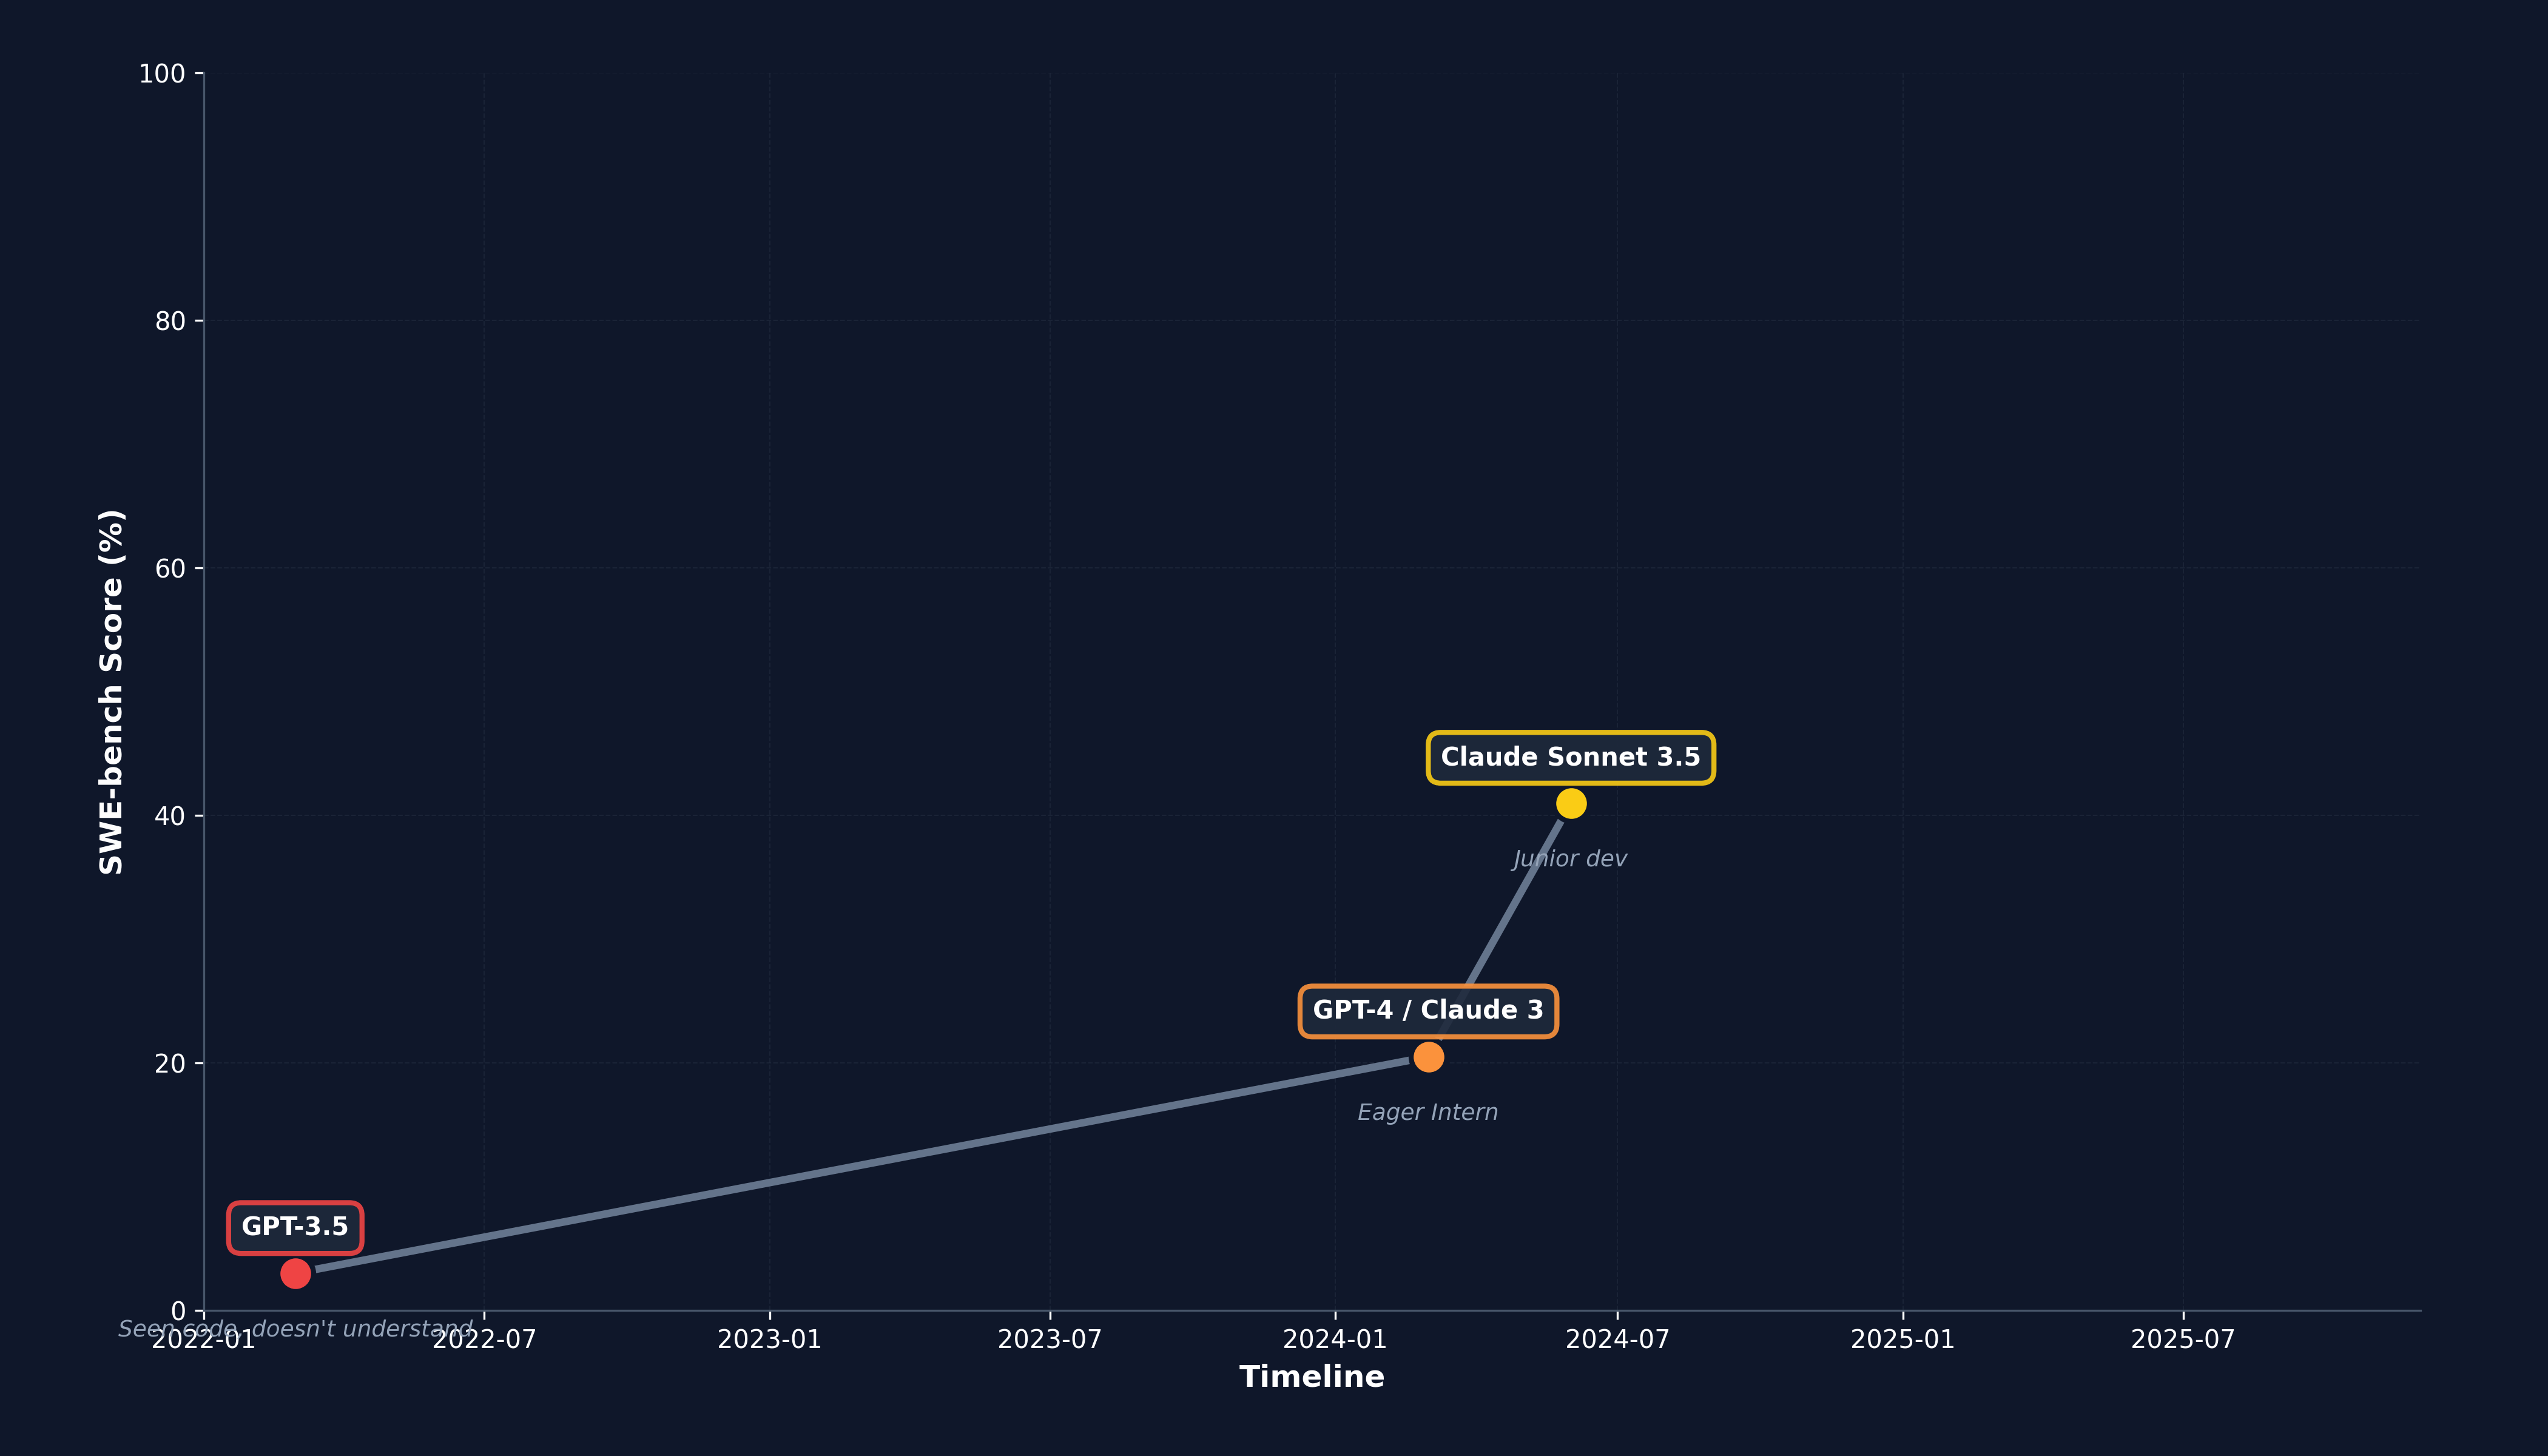 100
80
60
40
20
0
SWE-bench Score (%)
Claude Sonnet 3.5
Junior dev
GPT-4 / Claude 3
Eager Intern
GPT-3.5
Seen code, doesn't understand
2022-01 2022-07 2023-01 2023-07 2024-01 2024-07 2025-01 2025-07
Timeline